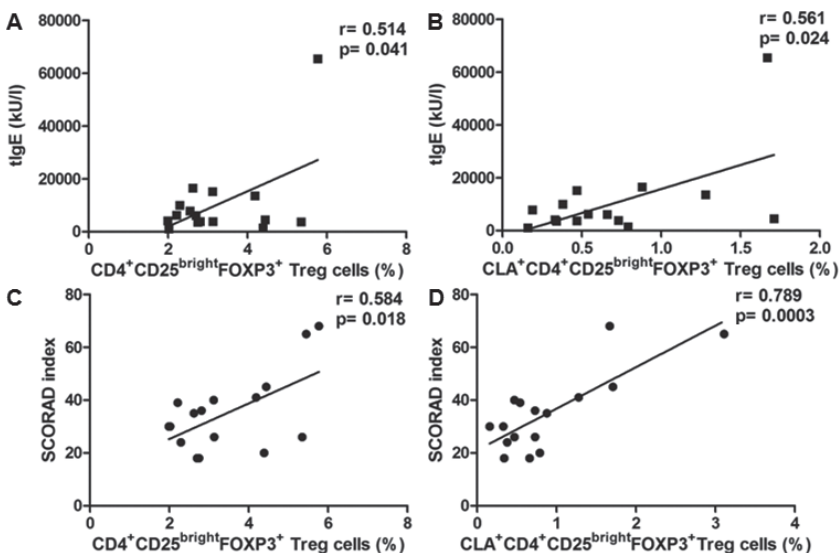 A
r= 0.514
p= 0.041
tIgE (kU/l)
80000
60000
40000
20000
0
0 2 4 6 8
CD4⁺CD25ᵇʳⁱᵍʰᵗFOXP3⁺ Treg cells (%)
B
r= 0.561
p= 0.024
tIgE (kU/l)
80000
60000
40000
20000
0
0.0 0.5 1.0 1.5 2.0
CLA⁺CD4⁺CD25ᵇʳⁱᵍʰᵗFOXP3⁺ Treg cells (%)
C
r= 0.584
p= 0.018
SCORAD index
80
60
40
20
0
0 2 4 6 8
CD4⁺CD25ᵇʳⁱᵍʰᵗFOXP3⁺ Treg cells (%)
D
r= 0.789
p= 0.0003
SCORAD index
80
60
40
20
0
0 1 2 3 4
CLA⁺CD4⁺CD25ᵇʳⁱᵍʰᵗFOXP3⁺Treg cells (%)